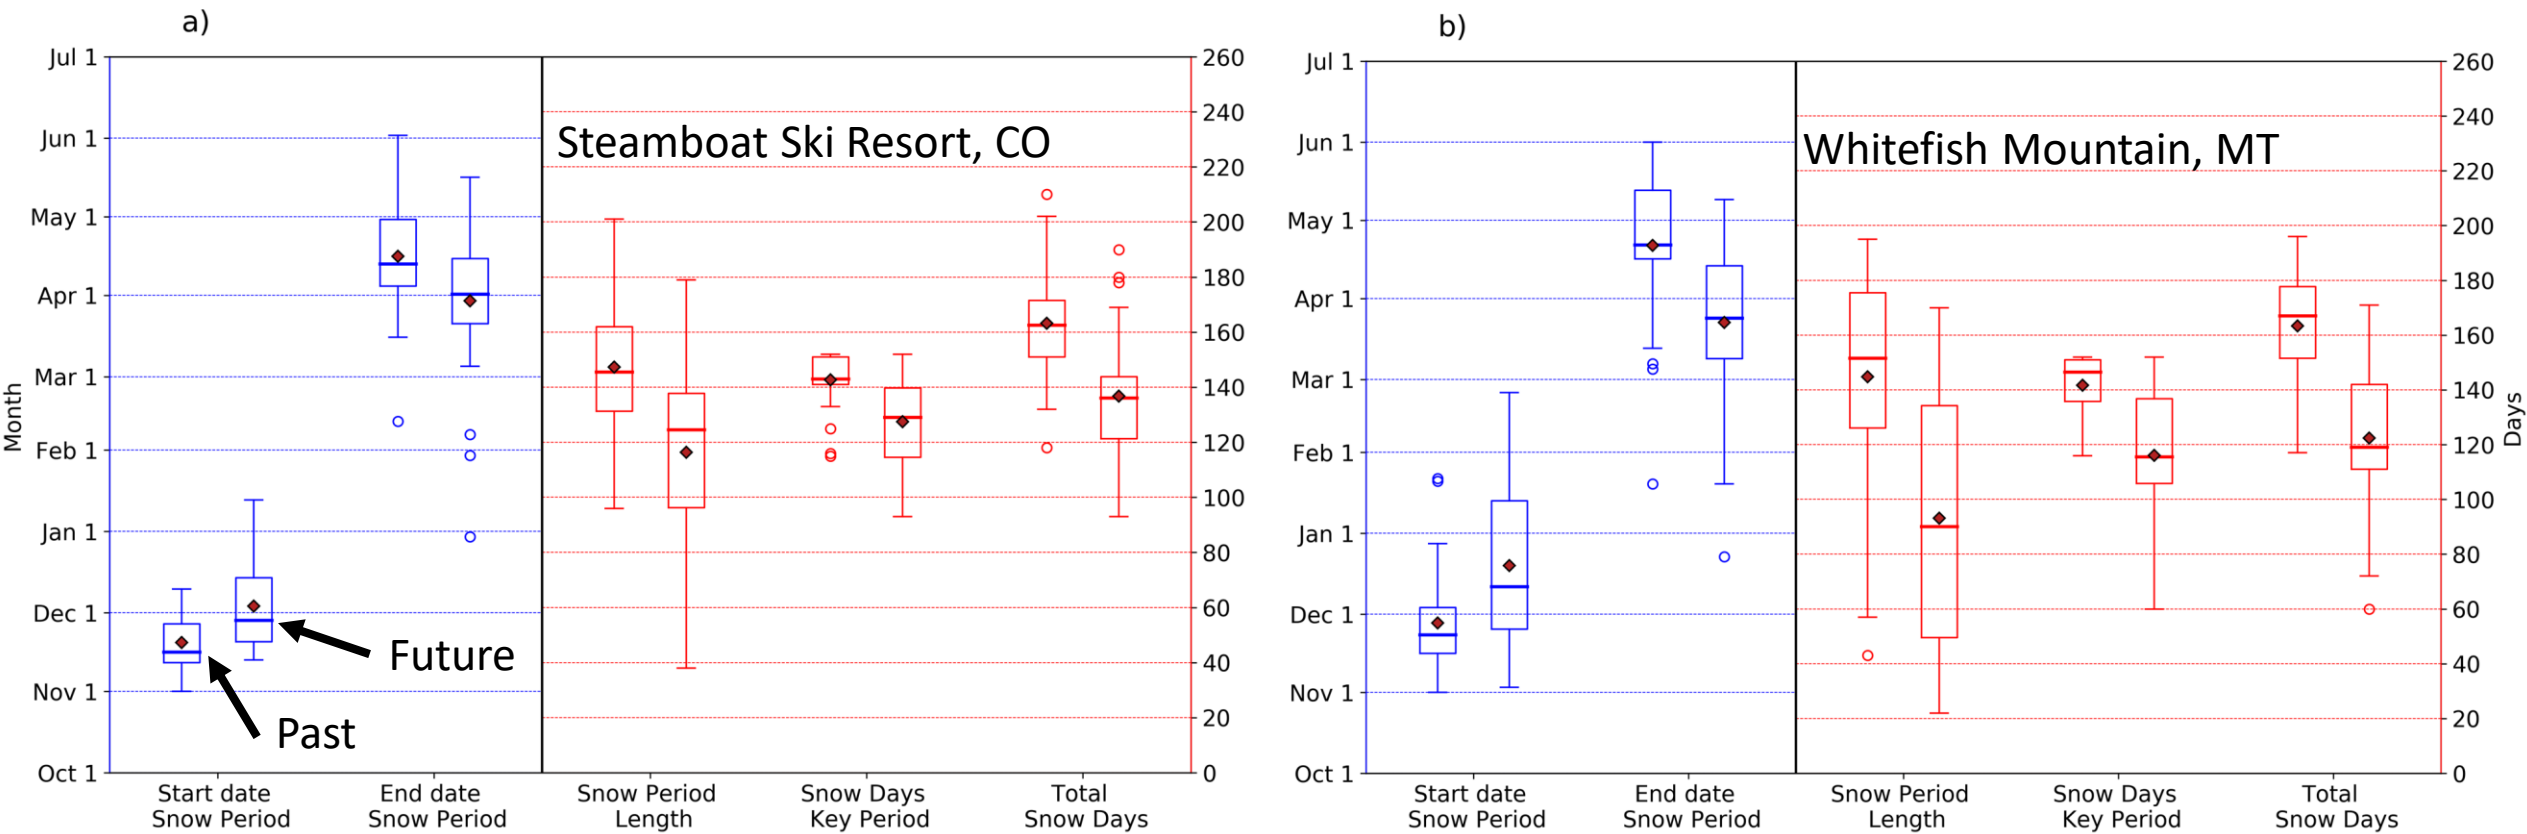 a)
Jul 1
Jun 1
May 1
Apr 1
Mar 1
Feb 1
Jan 1
Dec 1
Nov 1
Oct 1
Month
Steamboat Ski Resort, CO
Future
Past
260
240
220
200
180
160
140
120
100
80
60
40
20
0
Start date
Snow Period
End date
Snow Period
Snow Period
Length
Snow Days
Key Period
Total
Snow Days
b)
Jul 1
Jun 1
May 1
Apr 1
Mar 1
Feb 1
Jan 1
Dec 1
Nov 1
Oct 1
Whitefish Mountain, MT
260
240
220
200
180
160
140
120
100
80
60
40
20
0
Days
Start date
Snow Period
End date
Snow Period
Snow Period
Length
Snow Days
Key Period
Total
Snow Days